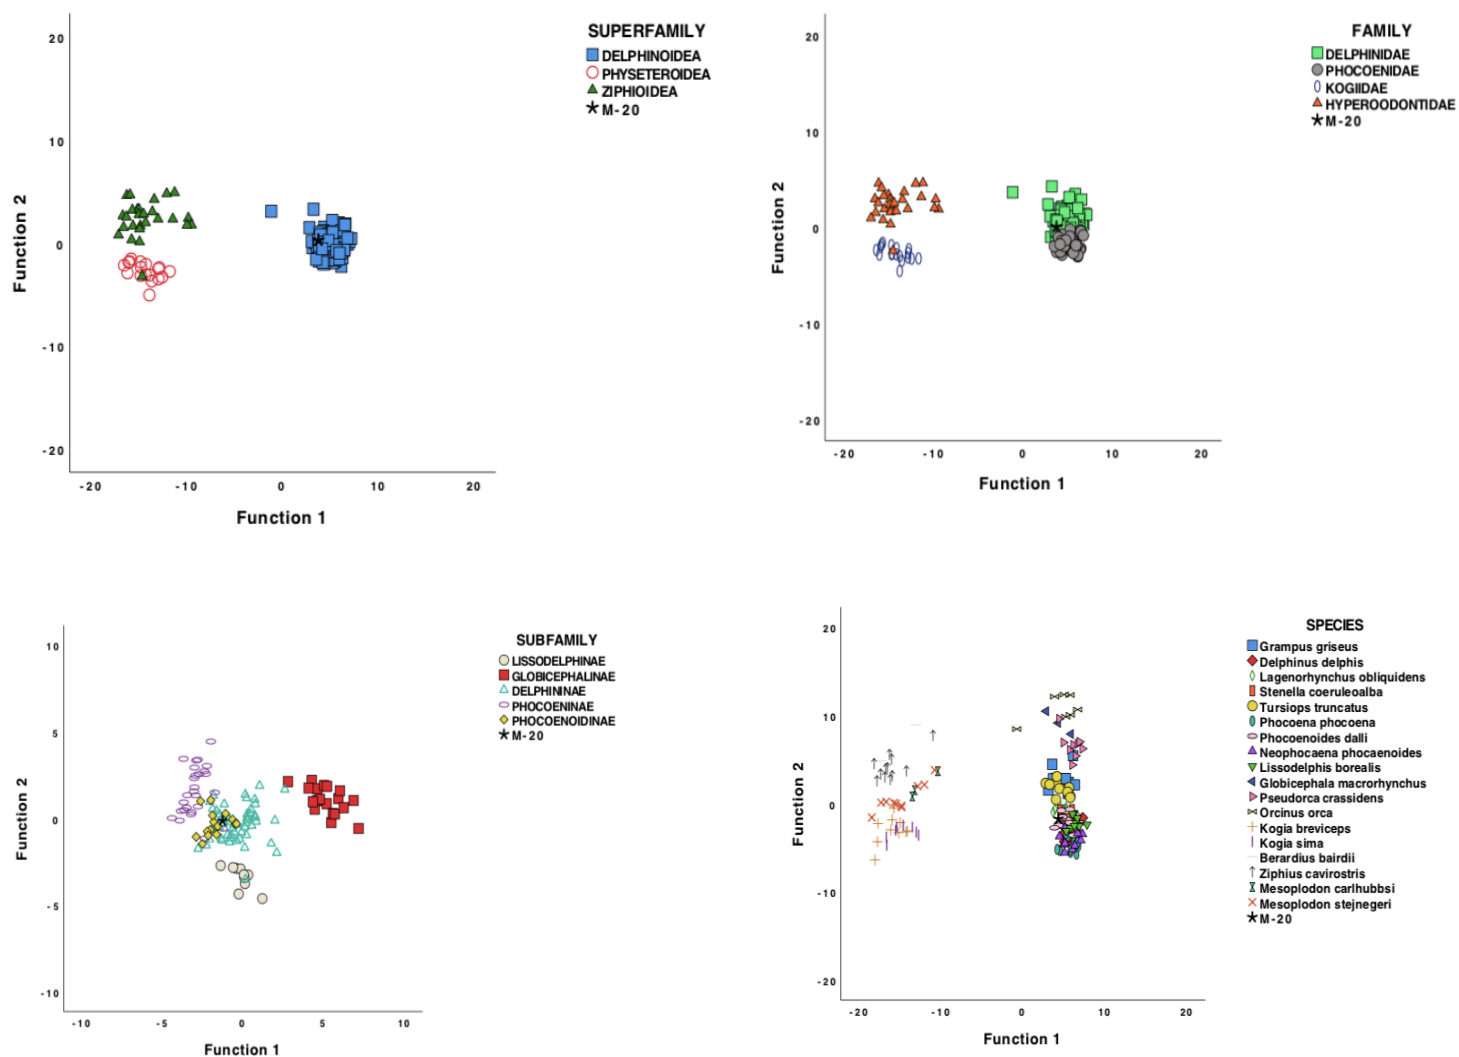 SUPERFAMILY
DELPHINOIDEA
PHYSETEROIDEA
ZIPHIOIDEA
M-20
20
10
0
-10
-20
Function 2
-20
-10
0
10
20
Function 1
FAMILY
DELPHINIDAE
PHOCOENIDAE
KOGIIDAE
HYPEROODONTIDAE
M-20
20
10
0
-10
-20
Function 2
-20
-10
0
10
20
Function 1
SUBFAMILY
LISSODELPHINAE
GLOBICEPHALINAE
DELPHININAE
PHOCOENINAE
PHOCOENOIDINAE
M-20
10
5
0
-5
-10
Function 2
-10
-5
0
5
10
Function 1
SPECIES
Grampus griseus
Delphinus delphis
Lagenorhynchus obliquidens
Stenella coeruleoalba
Tursiops truncatus
Phocoena phocoena
Phocoenoides dalli
Neophocaena phocaenoides
Lissodelphis borealis
Globicephala macrorhynchus
Pseudorca crassidens
Orcinus orca
Kogia breviceps
Kogia sima
Berardius bairdii
Ziphius cavirostris
Mesoplodon carlhubbsi
Mesoplodon stejnegeri
M-20
20
10
0
-10
-20
Function 2
-20
-10
0
10
20
Function 1